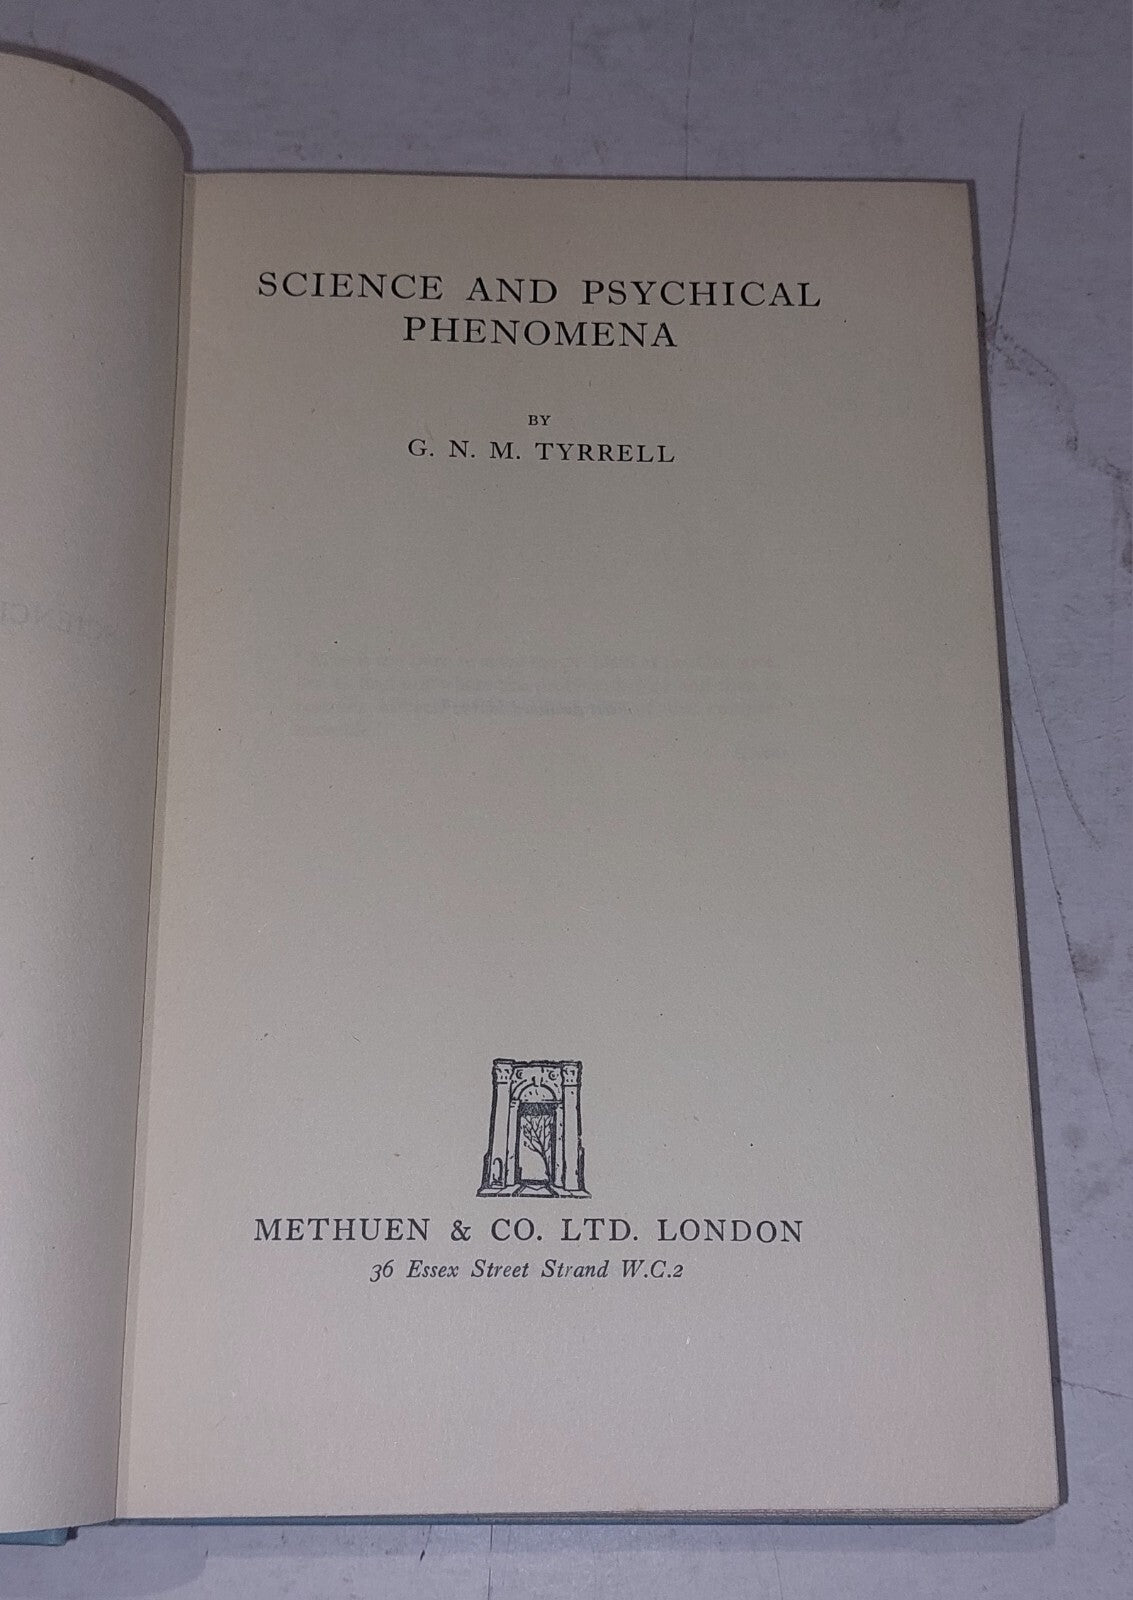 SCIENCE AND PSYCHICAL
PHENOMENA
BY
G. N. M. TYRRELL
METHUEN & CO. LTD. LONDON
36 Essex Street Strand W.C.2